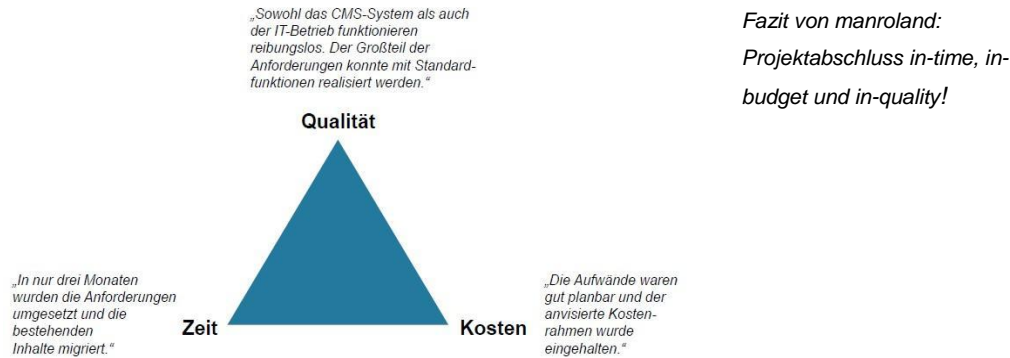 „Sowohl das CMS-System als auch
der IT-Betrieb funktionieren
reibungslos. Der Großteil der
Anforderungen konnte mit Standard-
funktionen realisiert werden.“
Qualität
„In nur drei Monaten
wurden die Anforderungen
umgesetzt und die
bestehenden
Inhalte migriert.“
Zeit
Kosten
„Die Aufwände waren
gut planbar und der
anvisierte Kosten-
rahmen wurde
eingehalten.“
Fazit von manroland:
Projektabschluss in-time, in-
budget und in-quality!